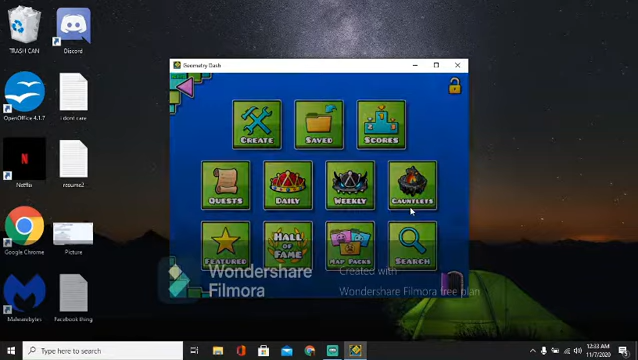 TRASH CAN
Discord
Geometry Dash
OpenOffice 4.1.7
i dont care
CREATE
SAVED
SCORES
Netflix
resume2
QUESTS
DAILY
WEEKLY
GAUNTLETS
Google Chrome
Picture
FEATURED
HALL OF FAME
MAP PACKS
SEARCH
Wondershare
Filmora
Created with
Wondershare Filmora free plan
Malwarebytes
Facebook thing
Type here to search
12:33 AM
11/7/2020